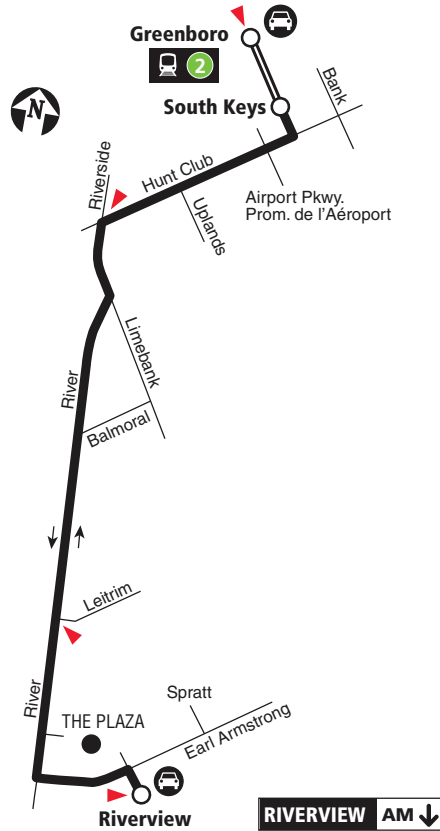 Greenboro
2
South Keys
Bank
N
Riverside
Hunt Club
Airport Pkwy.
Prom. de l'Aéroport
Uplands
Limebank
River
Balmoral
Leitrim
River
Spratt
THE PLAZA
Earl Armstrong
Riverview
RIVERVIEW AM